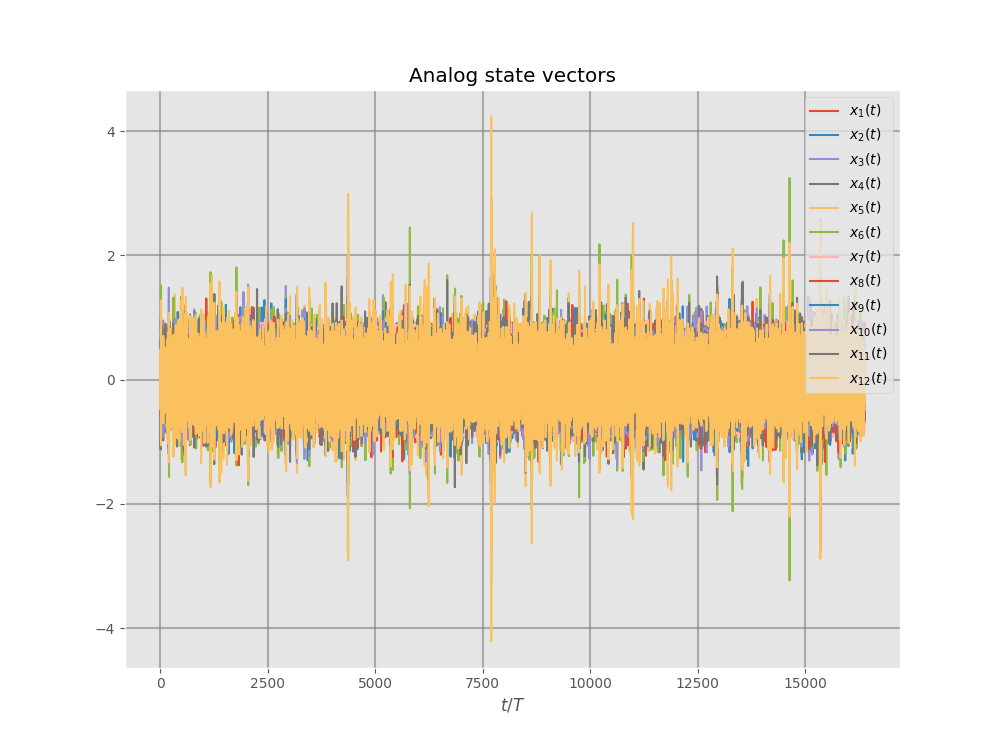 Analog state vectors
4
2
0
−2
−4
0 2500 5000 7500 10000 12500 15000
t/T
x₁(t)
x₂(t)
x₃(t)
x₄(t)
x₅(t)
x₆(t)
x₇(t)
x₈(t)
x₉(t)
x₁₀(t)
x₁₁(t)
x₁₂(t)